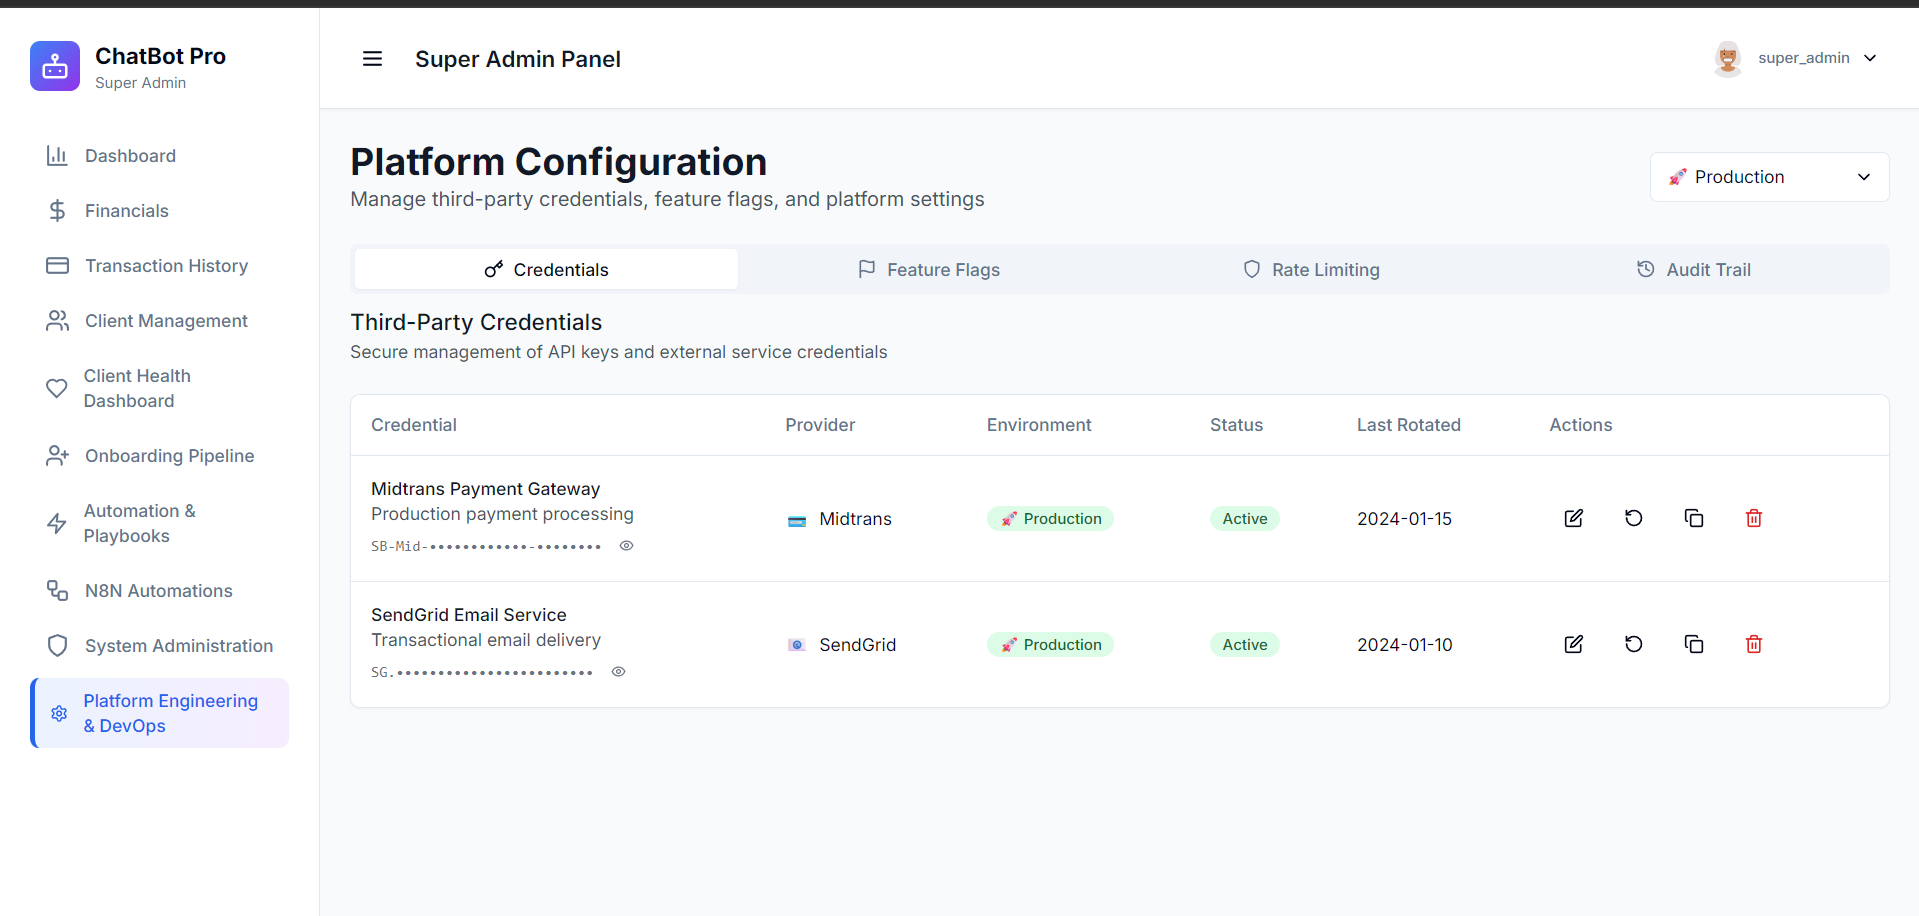 ChatBot Pro
Super Admin
Dashboard
Financials
Transaction History
Client Management
Client Health
Dashboard
Onboarding Pipeline
Automation &
Playbooks
N8N Automations
System Administration
Platform Engineering
& DevOps
Super Admin Panel
super_admin
Platform Configuration
Manage third-party credentials, feature flags, and platform settings
Production
Credentials
Feature Flags
Rate Limiting
Audit Trail
Third-Party Credentials
Secure management of API keys and external service credentials
Credential
Provider
Environment
Status
Last Rotated
Actions
Midtrans Payment Gateway
Production payment processing
SB-Mid-••••••••••••-••••••••
Midtrans
Production
Active
2024-01-15
SendGrid Email Service
Transactional email delivery
SG.••••••••••••••••••••••••
SendGrid
Production
Active
2024-01-10